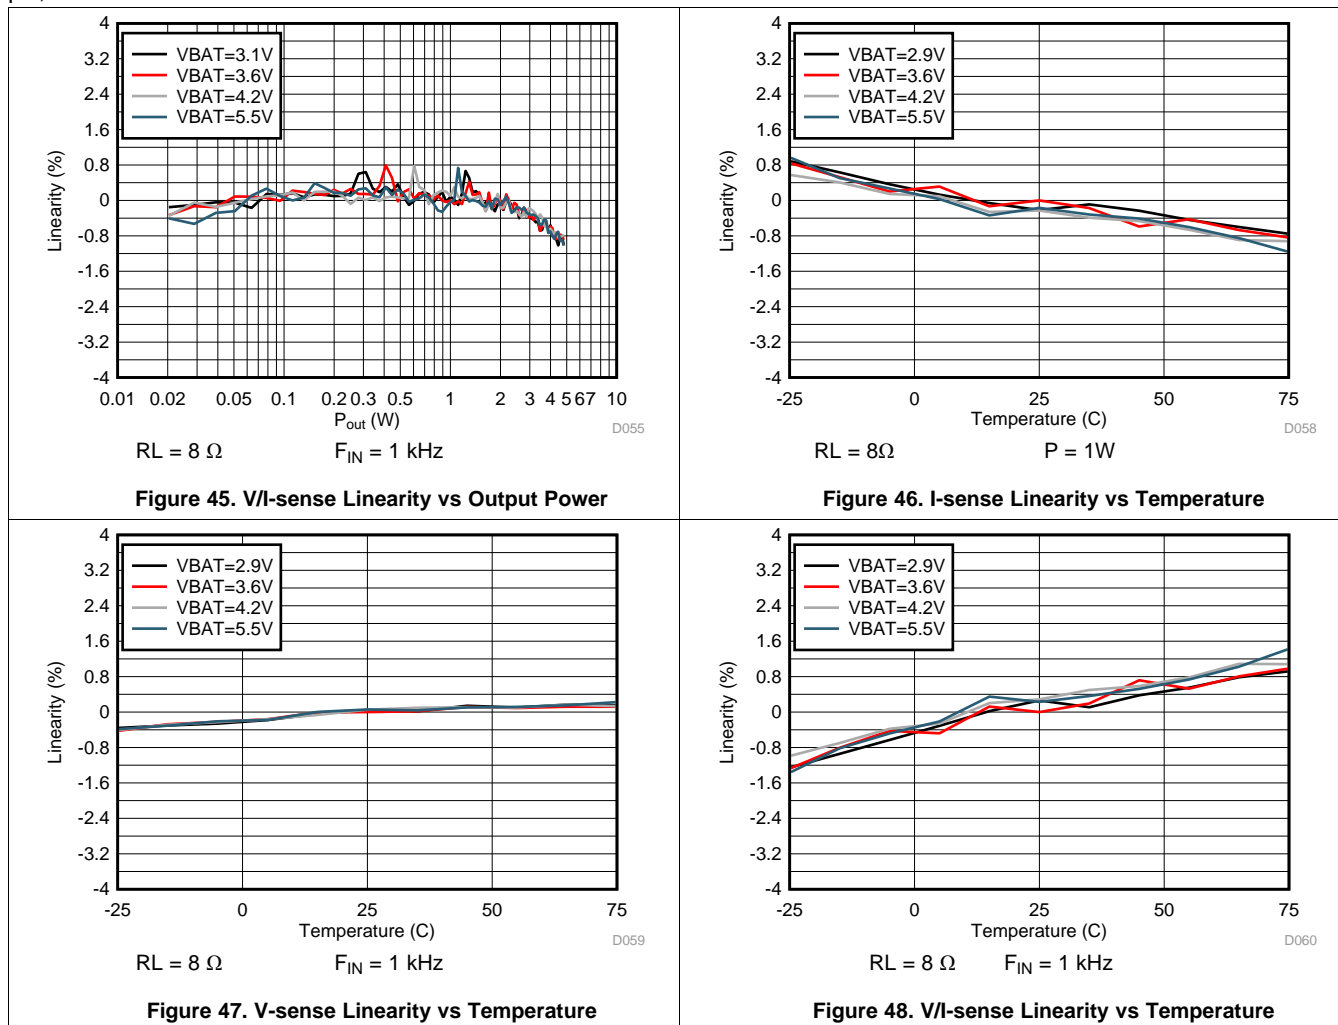 4
3.2
2.4
1.6
0.8
0
-0.8
-1.6
-2.4
-3.2
-4
Linearity (%)
VBAT=3.1V
VBAT=3.6V
VBAT=4.2V
VBAT=5.5V
0.01 0.02 0.05 0.1 0.2 0.3 0.5 1 2 3 4 5 6 7 10
Pout (W)
D055
RL = 8 Ω FIN = 1 kHz
Figure 45. V/I-sense Linearity vs Output Power
4
3.2
2.4
1.6
0.8
0
-0.8
-1.6
-2.4
-3.2
-4
Linearity (%)
VBAT=2.9V
VBAT=3.6V
VBAT=4.2V
VBAT=5.5V
-25 0 25 50 75
Temperature (C)
D058
RL = 8Ω P = 1W
Figure 46. I-sense Linearity vs Temperature
4
3.2
2.4
1.6
0.8
0
-0.8
-1.6
-2.4
-3.2
-4
Linearity (%)
VBAT=2.9V
VBAT=3.6V
VBAT=4.2V
VBAT=5.5V
-25 0 25 50 75
Temperature (C)
D059
RL = 8 Ω FIN = 1 kHz
Figure 47. V-sense Linearity vs Temperature
4
3.2
2.4
1.6
0.8
0
-0.8
-1.6
-2.4
-3.2
-4
Linearity (%)
VBAT=2.9V
VBAT=3.6V
VBAT=4.2V
VBAT=5.5V
-25 0 25 50 75
Temperature (C)
D060
RL = 8 Ω FIN = 1 kHz
Figure 48. V/I-sense Linearity vs Temperature